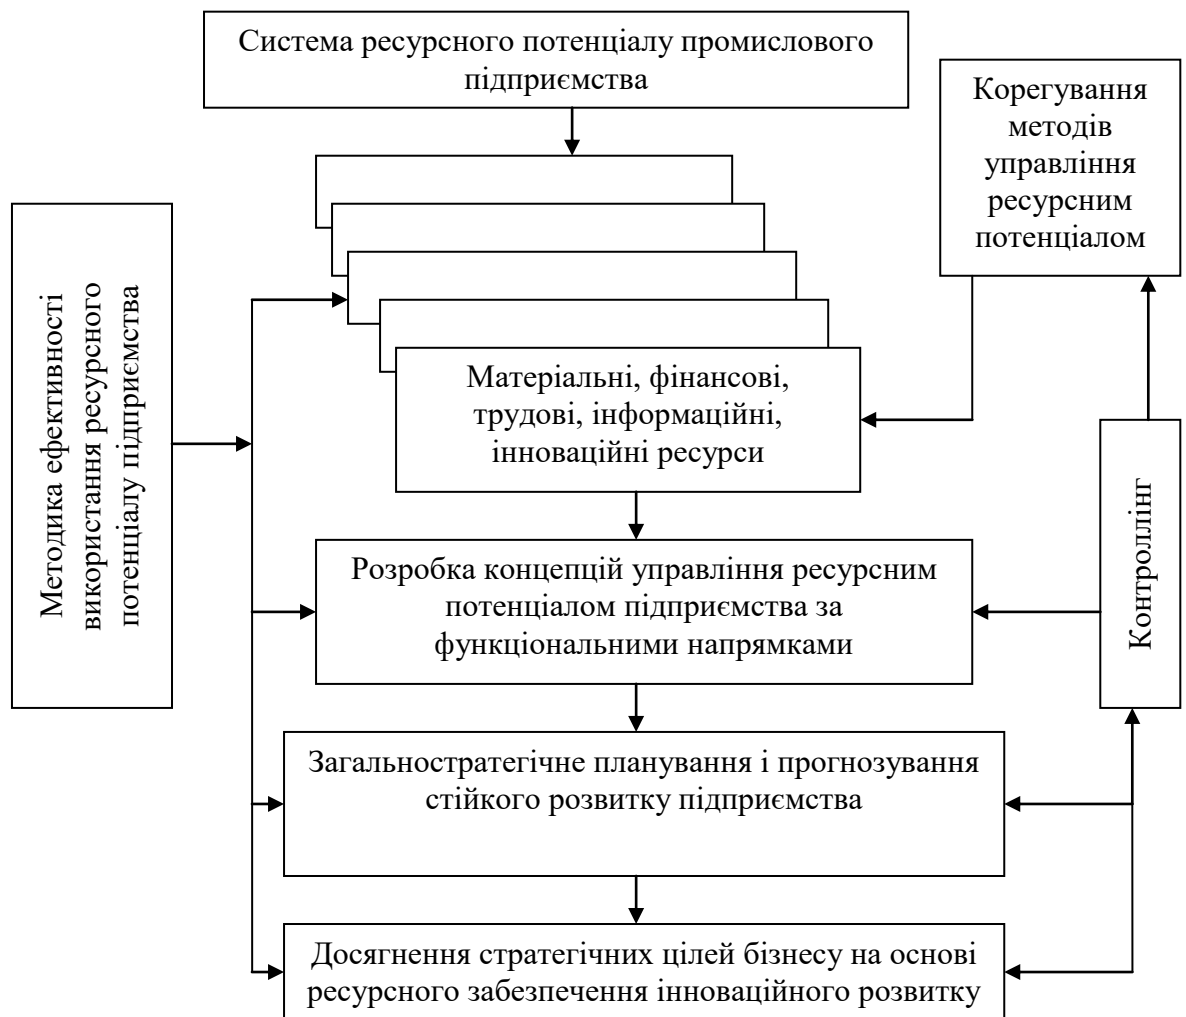 Система ресурсного потенціалу промислового
підприємства
Корегування
методів
управління
ресурсним
потенціалом
Методика ефективності
використання ресурсного
потенціалу підприємства
Матеріальні, фінансові,
трудові, інформаційні,
інноваційні ресурси
Контроллінг
Розробка концепцій управління ресурсним
потенціалом підприємства за
функціональними напрямками
Загальностратегічне планування і прогнозування
стійкого розвитку підприємства
Досягнення стратегічних цілей бізнесу на основі
ресурсного забезпечення інноваційного розвитку